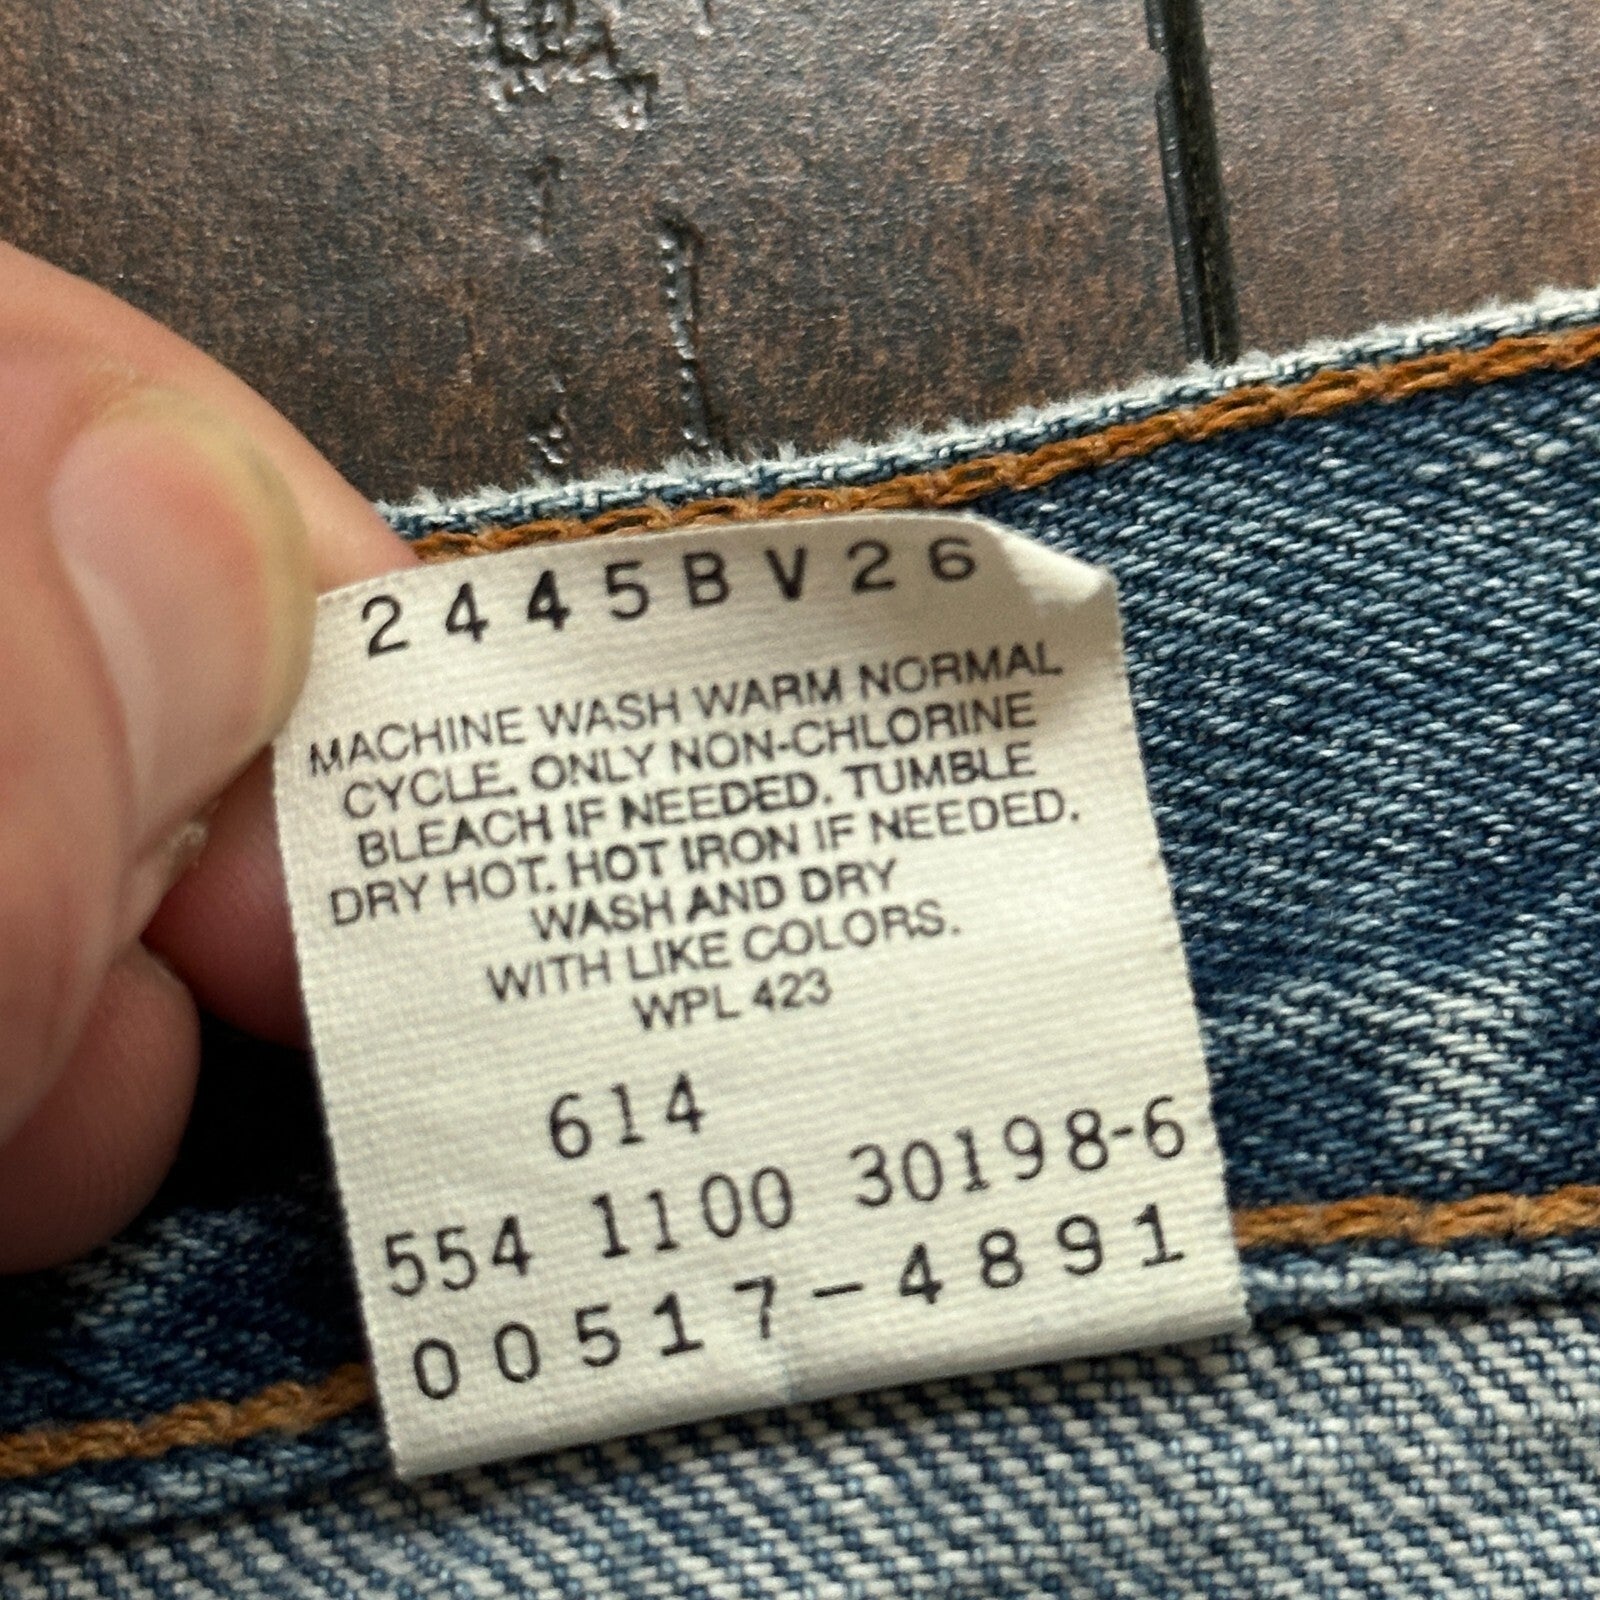 2445BV26
MACHINE WASH WARM NORMAL
CYCLE. ONLY NON-CHLORINE
BLEACH IF NEEDED. TUMBLE
DRY HOT. HOT IRON IF NEEDED.
WASH AND DRY
WITH LIKE COLORS.
WPL 423
614
554 1100 30198-6
00517-4891